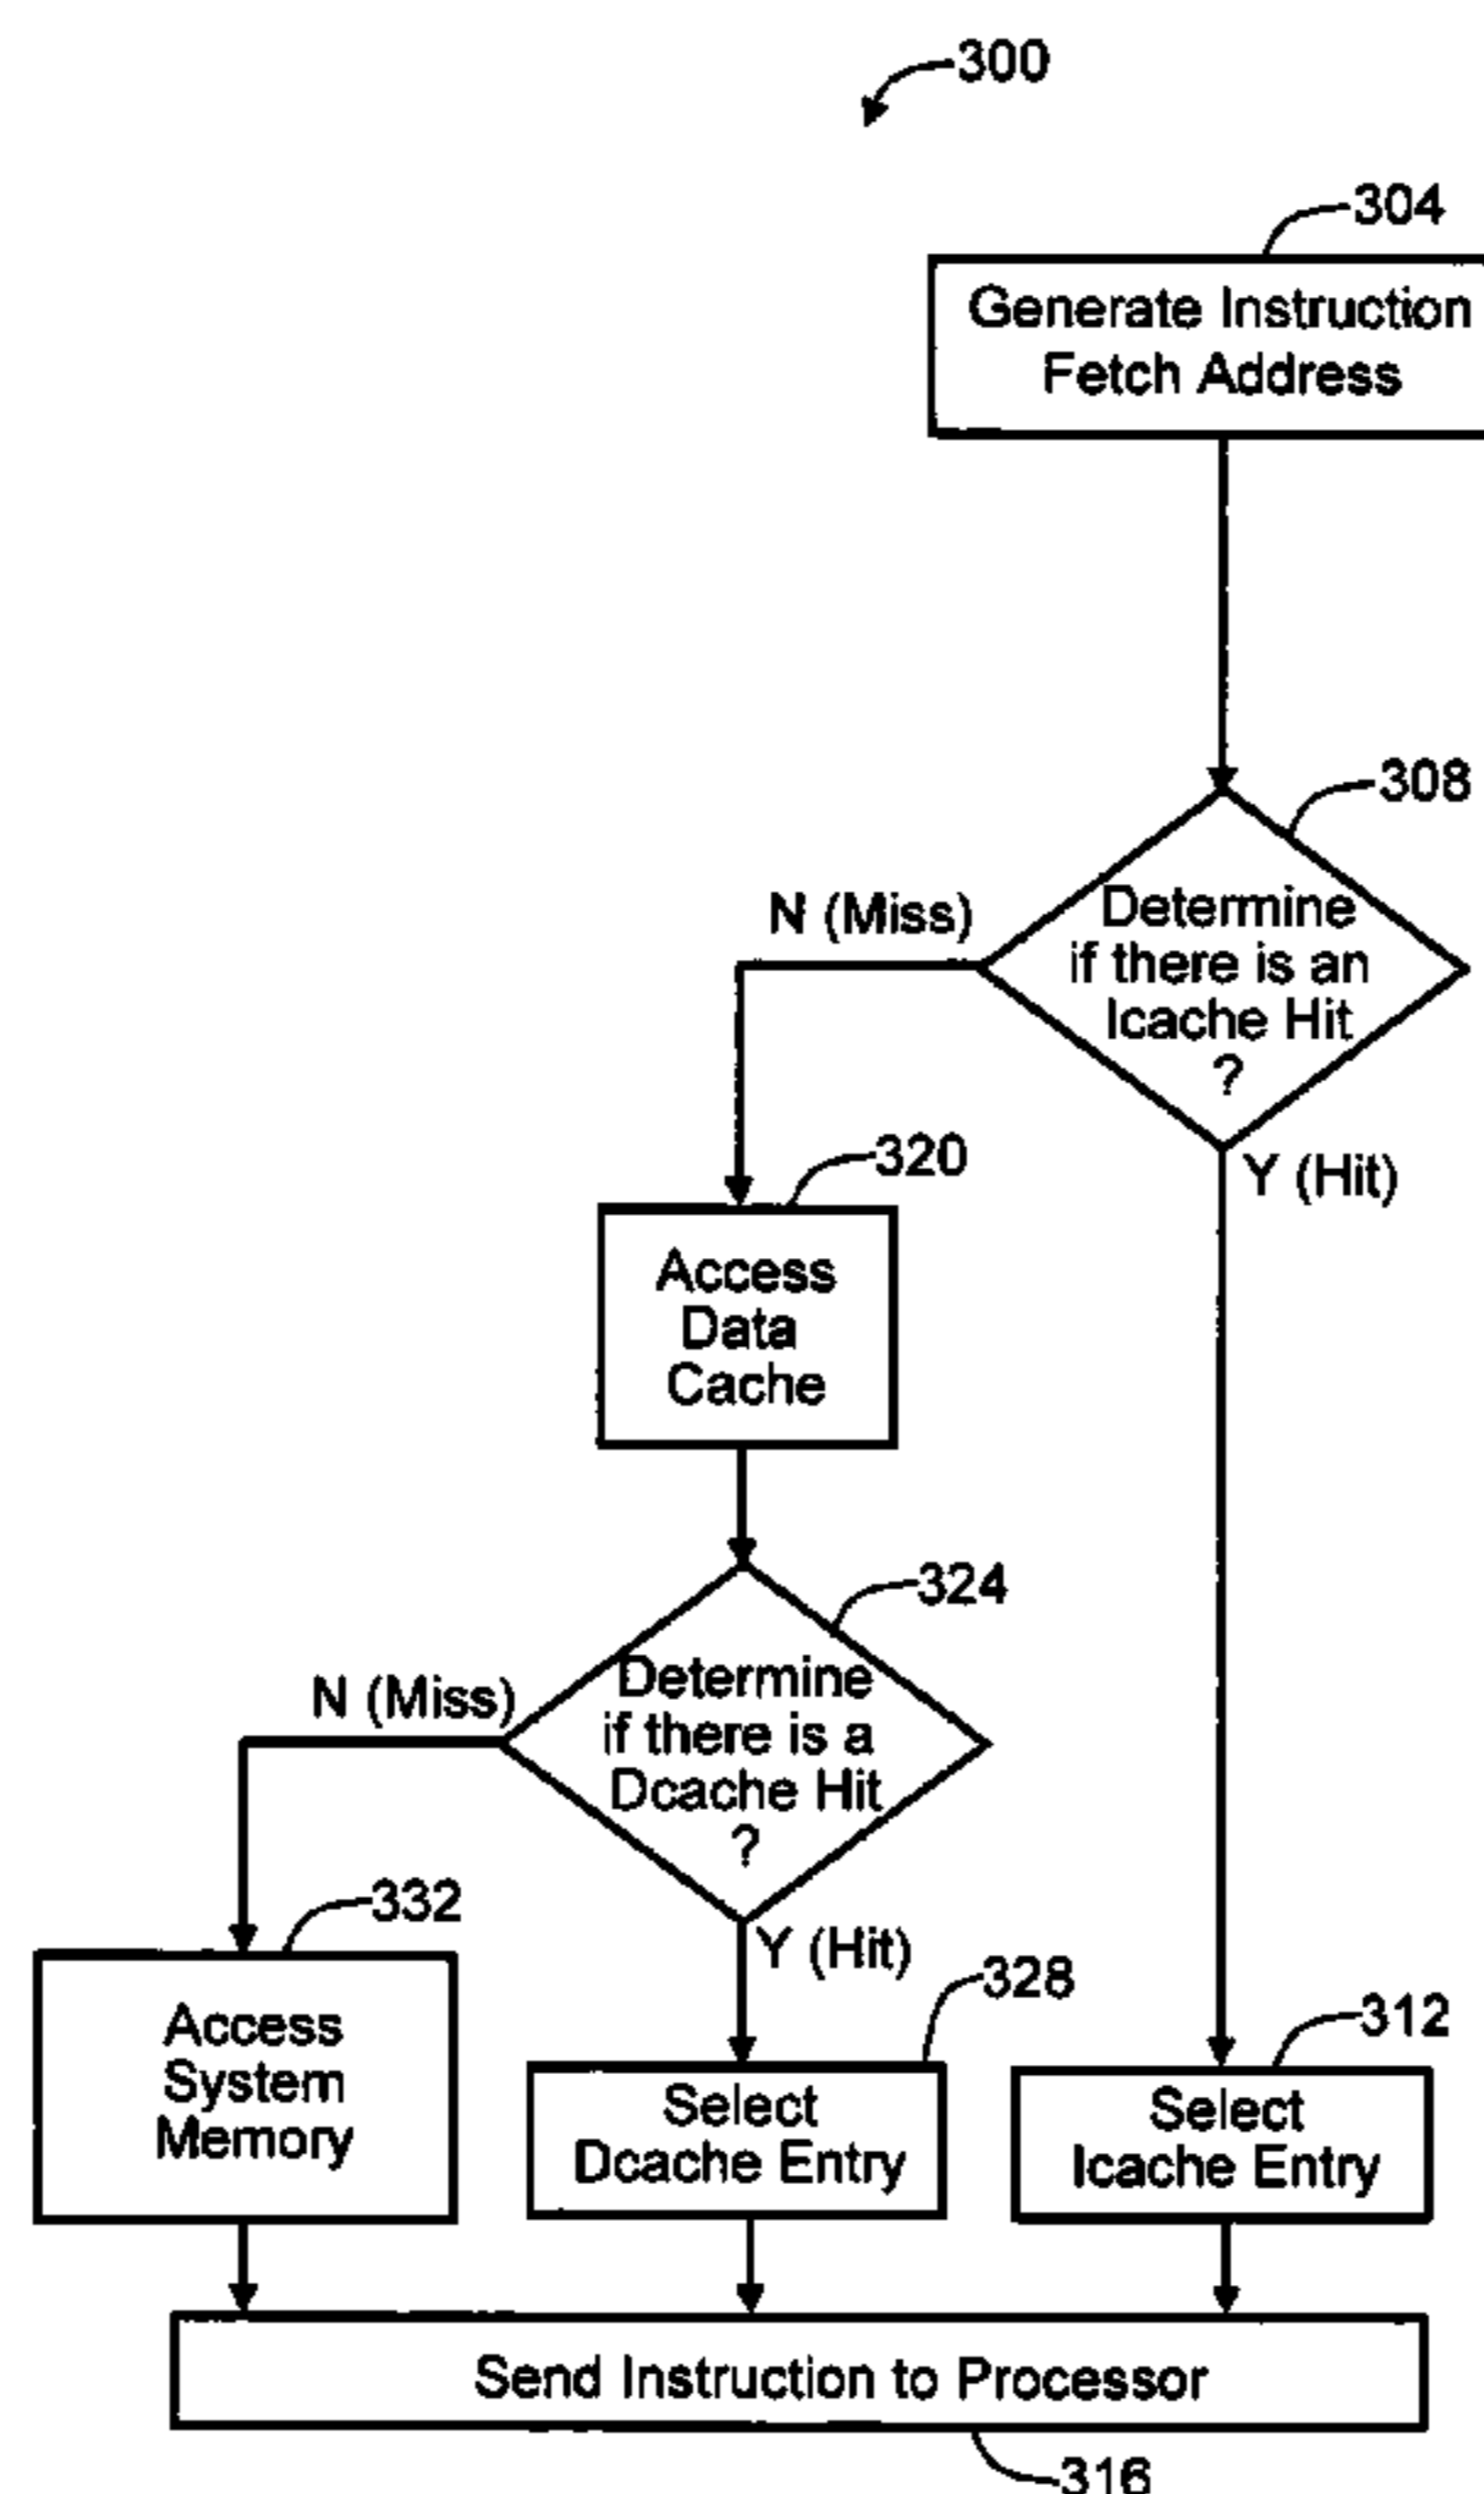 300
304
Generate Instruction
Fetch Address
308
N (Miss)
Determine
if there is an
Icache Hit
?
Y (Hit)
320
Access
Data
Cache
324
N (Miss)
Determine
if there is a
Dcache Hit
?
Y (Hit)
332
Access
System
Memory
328
Select
Dcache Entry
312
Select
Icache Entry
Send Instruction to Processor
316